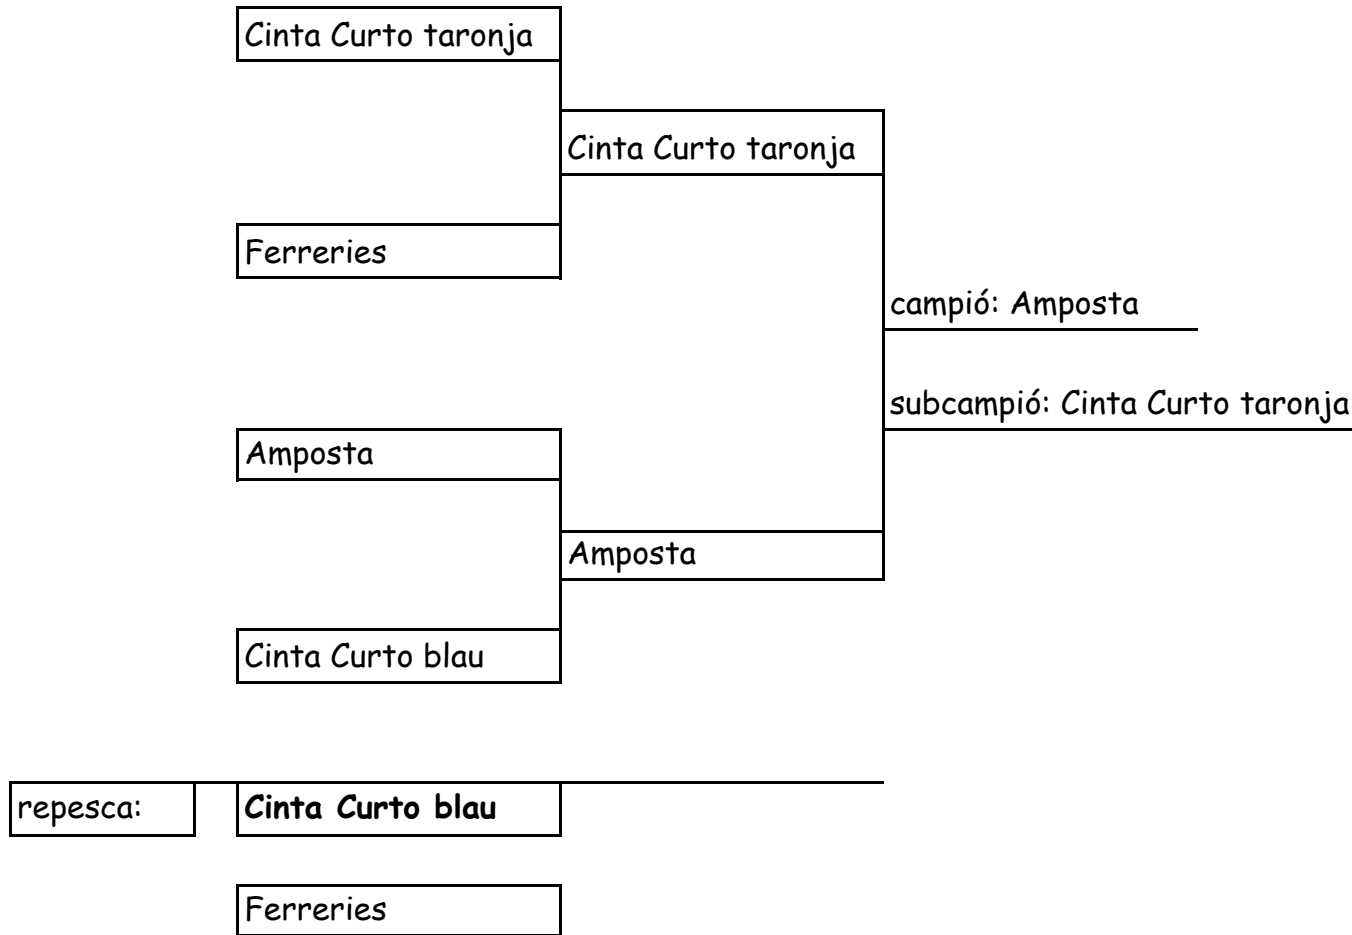 Cinta Curto taronja
Cinta Curto taronja
Ferreries
campió: Amposta
subcampió: Cinta Curto taronja
Amposta
Amposta
Cinta Curto blau
repesca: Cinta Curto blau
Ferreries